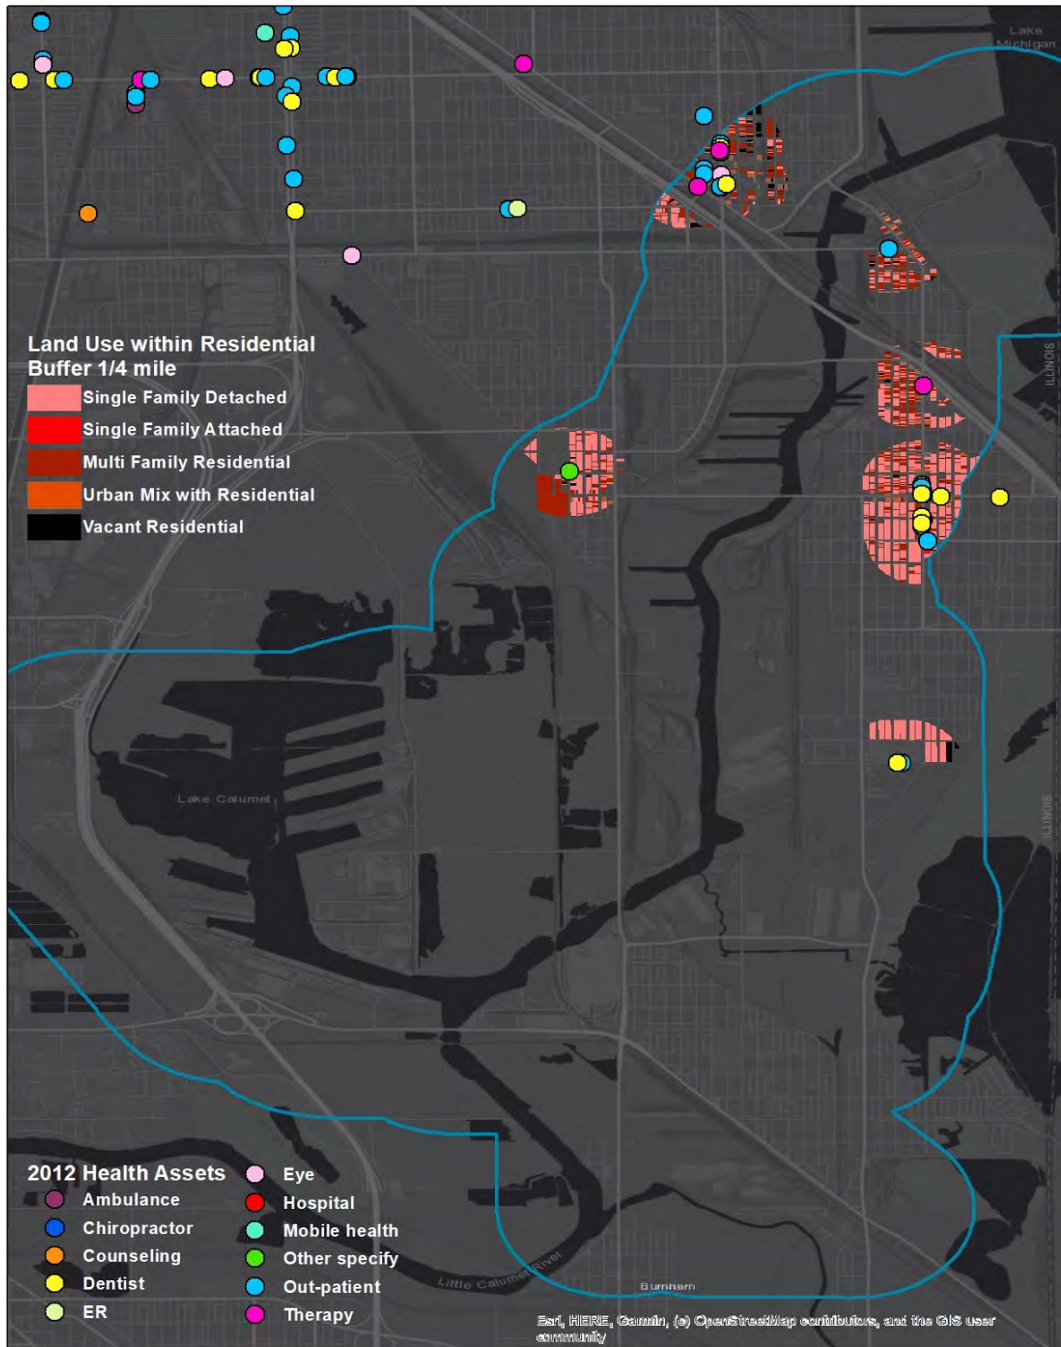 Lake
Michigan
ILLINOIS
Land Use within Residential
Buffer 1/4 mile
Single Family Detached
Single Family Attached
Multi Family Residential
Urban Mix with Residential
Vacant Residential
Lake Calumet
ILLINOIS
2012 Health Assets
Ambulance
Chiropractor
Counseling
Dentist
ER
Eye
Hospital
Mobile health
Other specify
Out-patient
Therapy
Little Calumet River
Burnham
Esri, HERE, Garmin, (c) OpenStreetMap contributors, and the GIS user
community